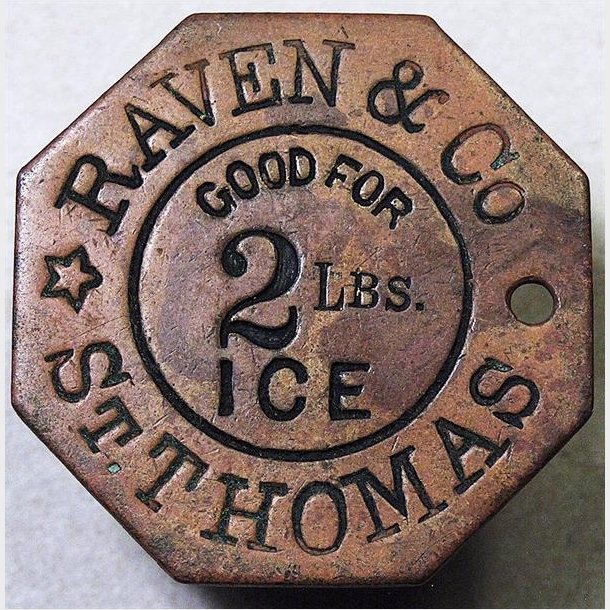 RAVEN & Co
GOOD FOR
2 LBS.
ICE
ST THOMAS